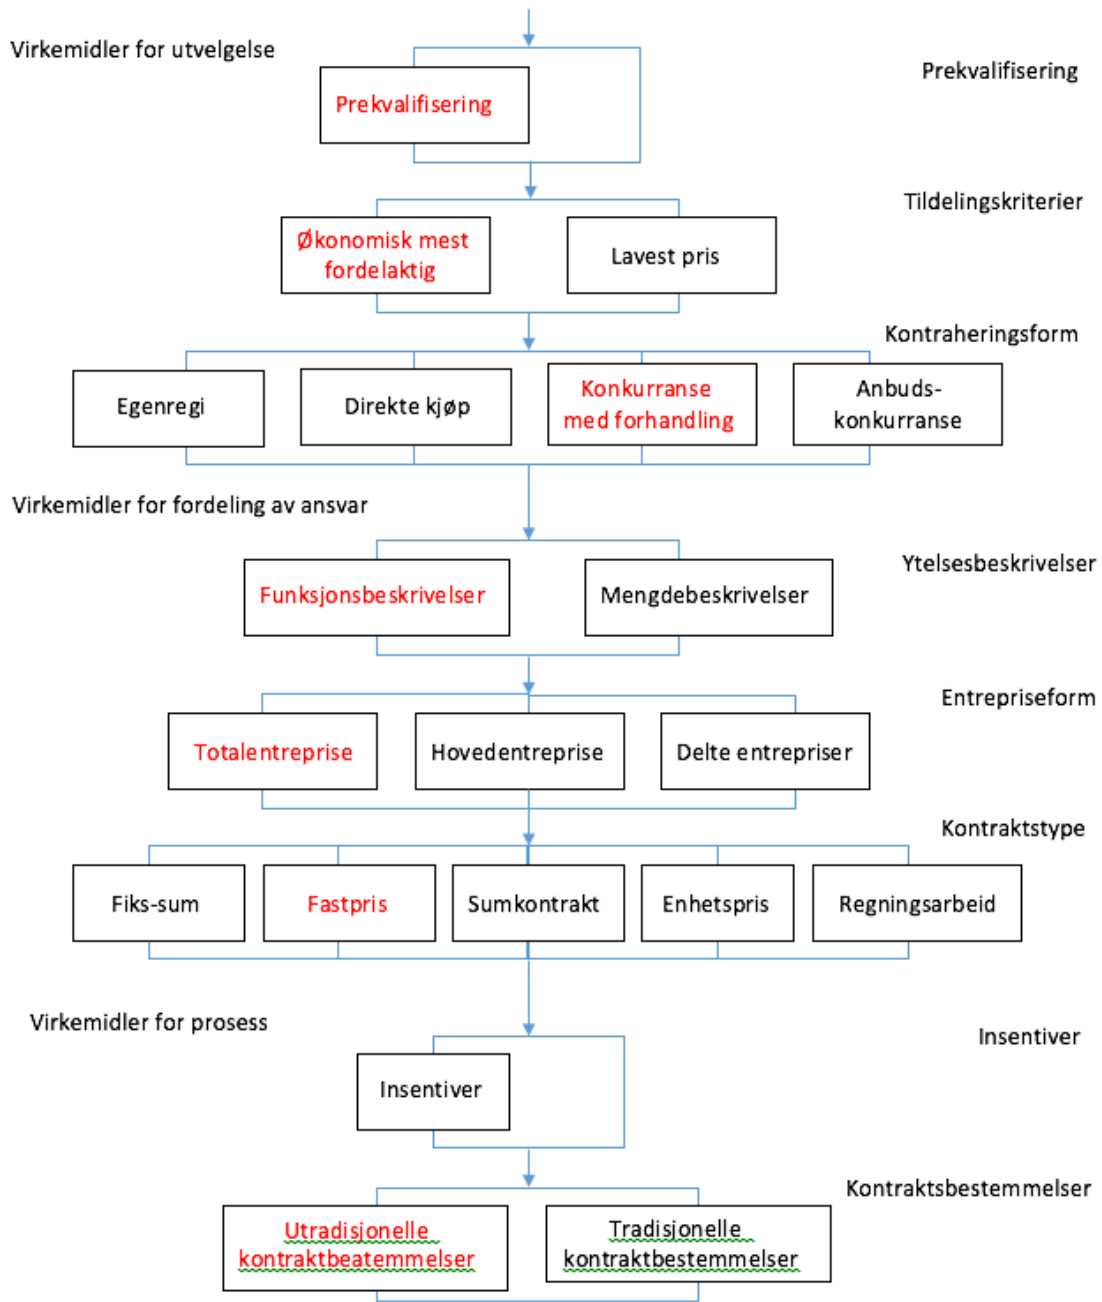 Virkemidler for utvelgelse
Prekvalifisering
Prekvalifisering
Tildelingskriterier
Økonomisk mest
fordelaktig
Lavest pris
Kontraheringsform
Egenregi
Direkte kjøp
Konkurranse
med forhandling
Anbuds-
konkurranse
Virkemidler for fordeling av ansvar
Ytelsesbeskrivelser
Funksjonsbeskrivelser
Mengdebeskrivelser
Entrepriseform
Totalentreprise
Hovedentreprise
Delte entrepriser
Kontraktstype
Fiks-sum
Fastpris
Sumkontrakt
Enhetspris
Regningsarbeid
Virkemidler for prosess
Insentiver
Insentiver
Kontraktsbestemmelser
Utradisjonelle
kontraktbeatemmelser
Tradisjonelle
kontraktbestemmelser